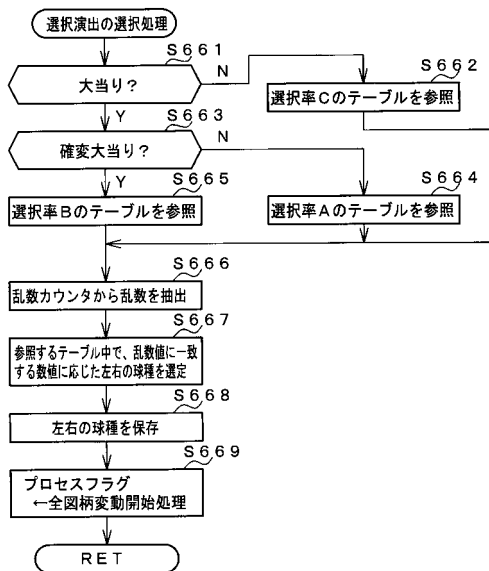 選択演出の選択処理
S661
大当り?
N
S662
選択率Cのテーブルを参照
Y
S663
確変大当り?
N
Y
S665
選択率Bのテーブルを参照
S664
選択率Aのテーブルを参照
S666
乱数カウンタから乱数を抽出
S667
参照するテーブル中で、乱数値に一致
する数値に応じた左右の球種を選定
S668
左右の球種を保存
S669
プロセスフラグ
←全図柄変動開始処理
RET